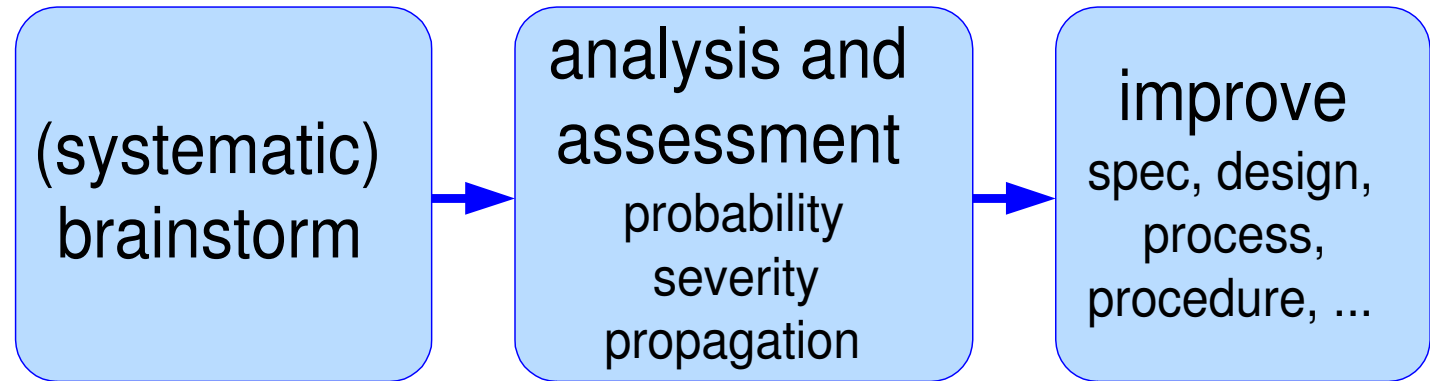 (systematic)
brainstorm
analysis and
assessment
probability
severity
propagation
improve
spec, design,
process,
procedure, ...